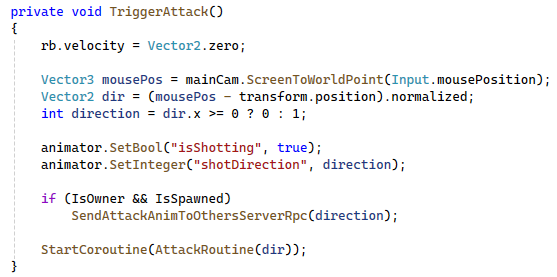 private void TriggerAttack()
{
    rb.velocity = Vector2.zero;

    Vector3 mousePos = mainCam.ScreenToWorldPoint(Input.mousePosition);
    Vector2 dir = (mousePos - transform.position).normalized;
    int direction = dir.x >= 0 ? 0 : 1;

    animator.SetBool("isShotting", true);
    animator.SetInteger("shotDirection", direction);

    if (IsOwner && IsSpawned)
        SendAttackAnimToOthersServerRpc(direction);

    StartCoroutine(AttackRoutine(dir));
}